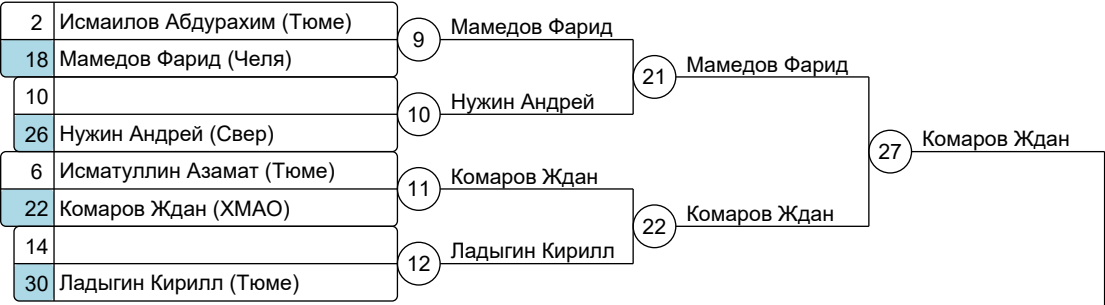 2 Исмаилов Абдурахим (Тюме)
18 Мамедов Фарид (Челя)
9 Мамедов Фарид
10
26 Нужин Андрей (Свер)
10 Нужин Андрей
21 Мамедов Фарид
6 Исматуллин Азамат (Тюме)
22 Комаров Ждан (ХМАО)
11 Комаров Ждан
14
30 Ладыгин Кирилл (Тюме)
12 Ладыгин Кирилл
22 Комаров Ждан
27 Комаров Ждан